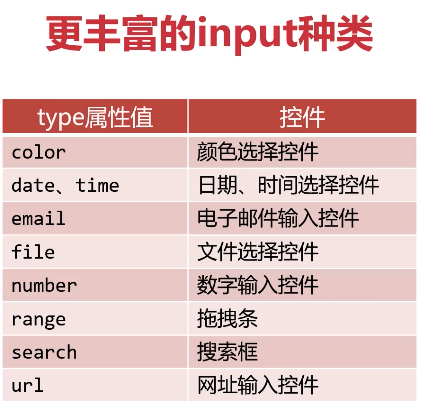 更丰富的input种类
type属性值 控件
color 颜色选择控件
date、time 日期、时间选择控件
email 电子邮件输入控件
file 文件选择控件
number 数字输入控件
range 拖拽条
search 搜索框
url 网址输入控件